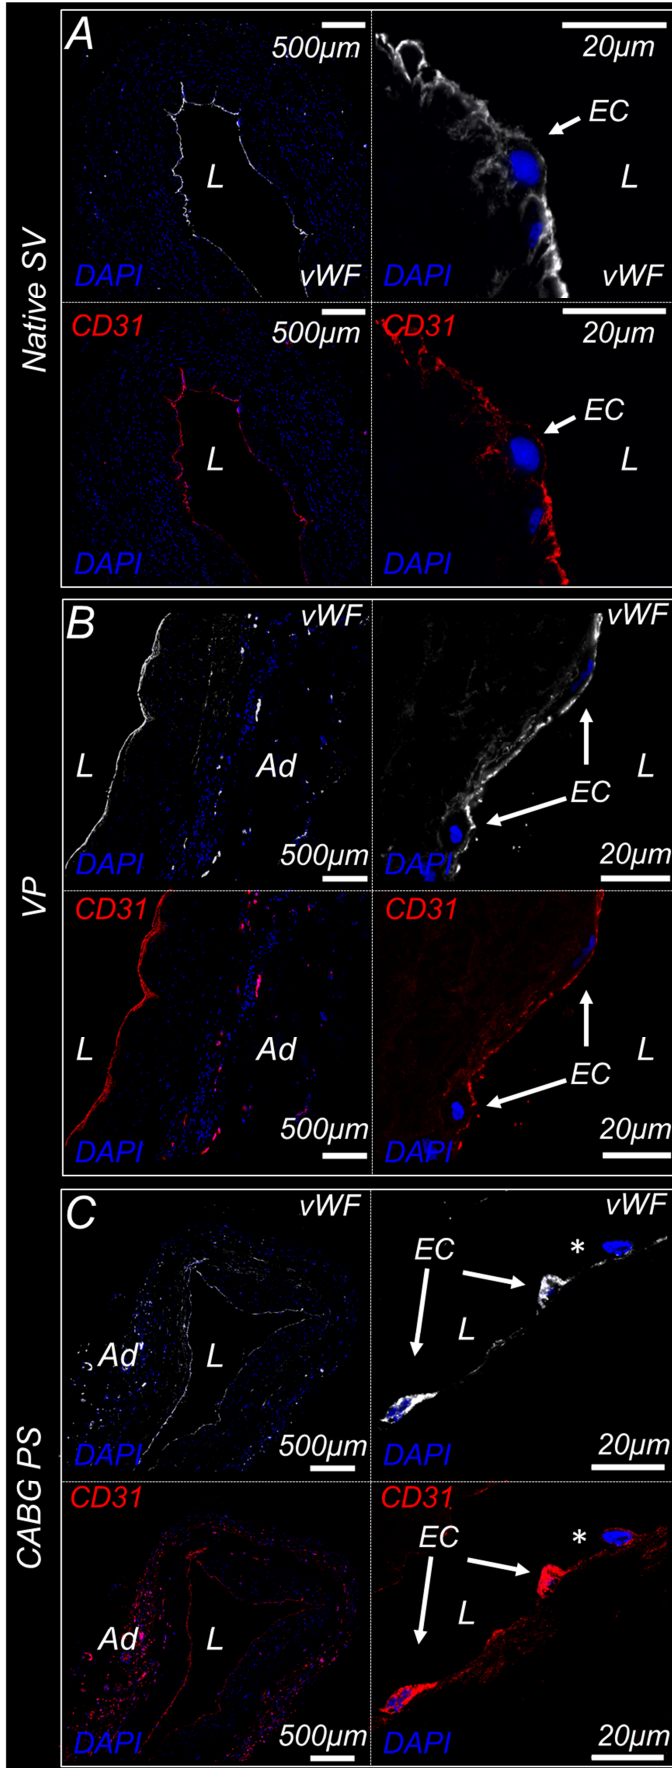 Native SV
A
500µm
L
DAPI
vWF
20µm
EC
L
DAPI
vWF
CD31
500µm
L
DAPI
CD31
20µm
EC
L
DAPI
VP
B
vWF
L
Ad
DAPI
500µm
vWF
L
EC
DAPI
20µm
CD31
L
Ad
DAPI
500µm
CD31
L
EC
DAPI
20µm
CABG PS
C
vWF
Ad
L
DAPI
500µm
vWF
EC
*
L
DAPI
20µm
CD31
Ad
L
DAPI
500µm
CD31
EC
*
L
DAPI
20µm